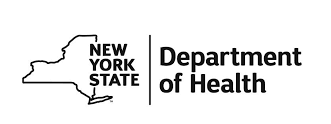 NEW
YORK
STATE
Department
of Health